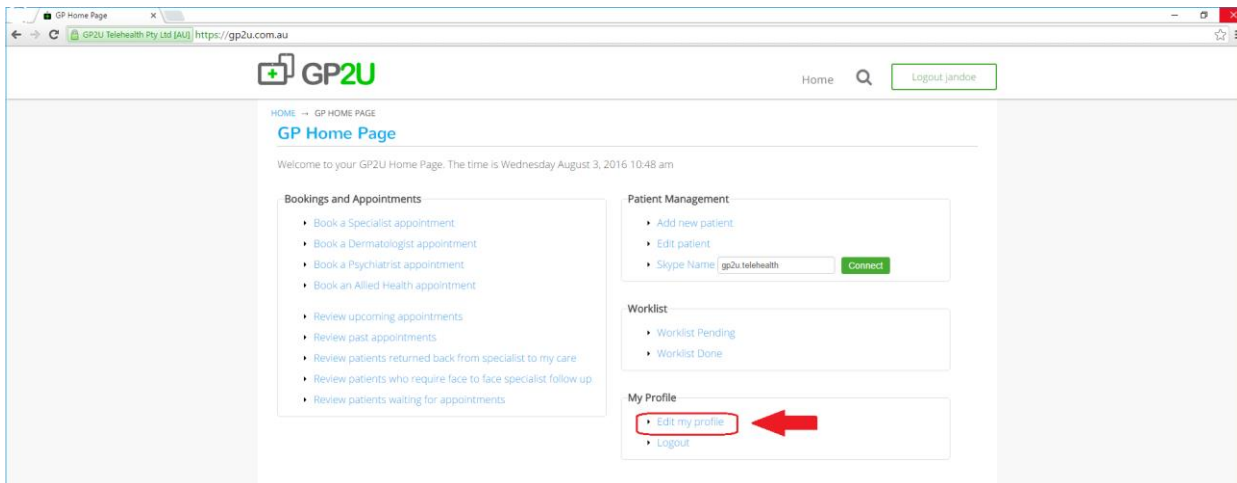 GP Home Page
GP2U Telehealth Pty Ltd [AU] https://gp2u.com.au
GP2U
Home
Logout jandoe
HOME → GP HOME PAGE
GP Home Page
Welcome to your GP2U Home Page. The time is Wednesday August 3, 2016 10:48 am
Bookings and Appointments
Book a Specialist appointment
Book a Dermatologist appointment
Book a Psychiatrist appointment
Book an Allied Health appointment
Review upcoming appointments
Review past appointments
Review patients returned back from specialist to my care
Review patients who require face to face specialist follow up
Review patients waiting for appointments
Patient Management
Add new patient
Edit patient
Skype Name gp2u.telehealth Connect
Worklist
Worklist Pending
Worklist Done
My Profile
Edit my profile
Logout